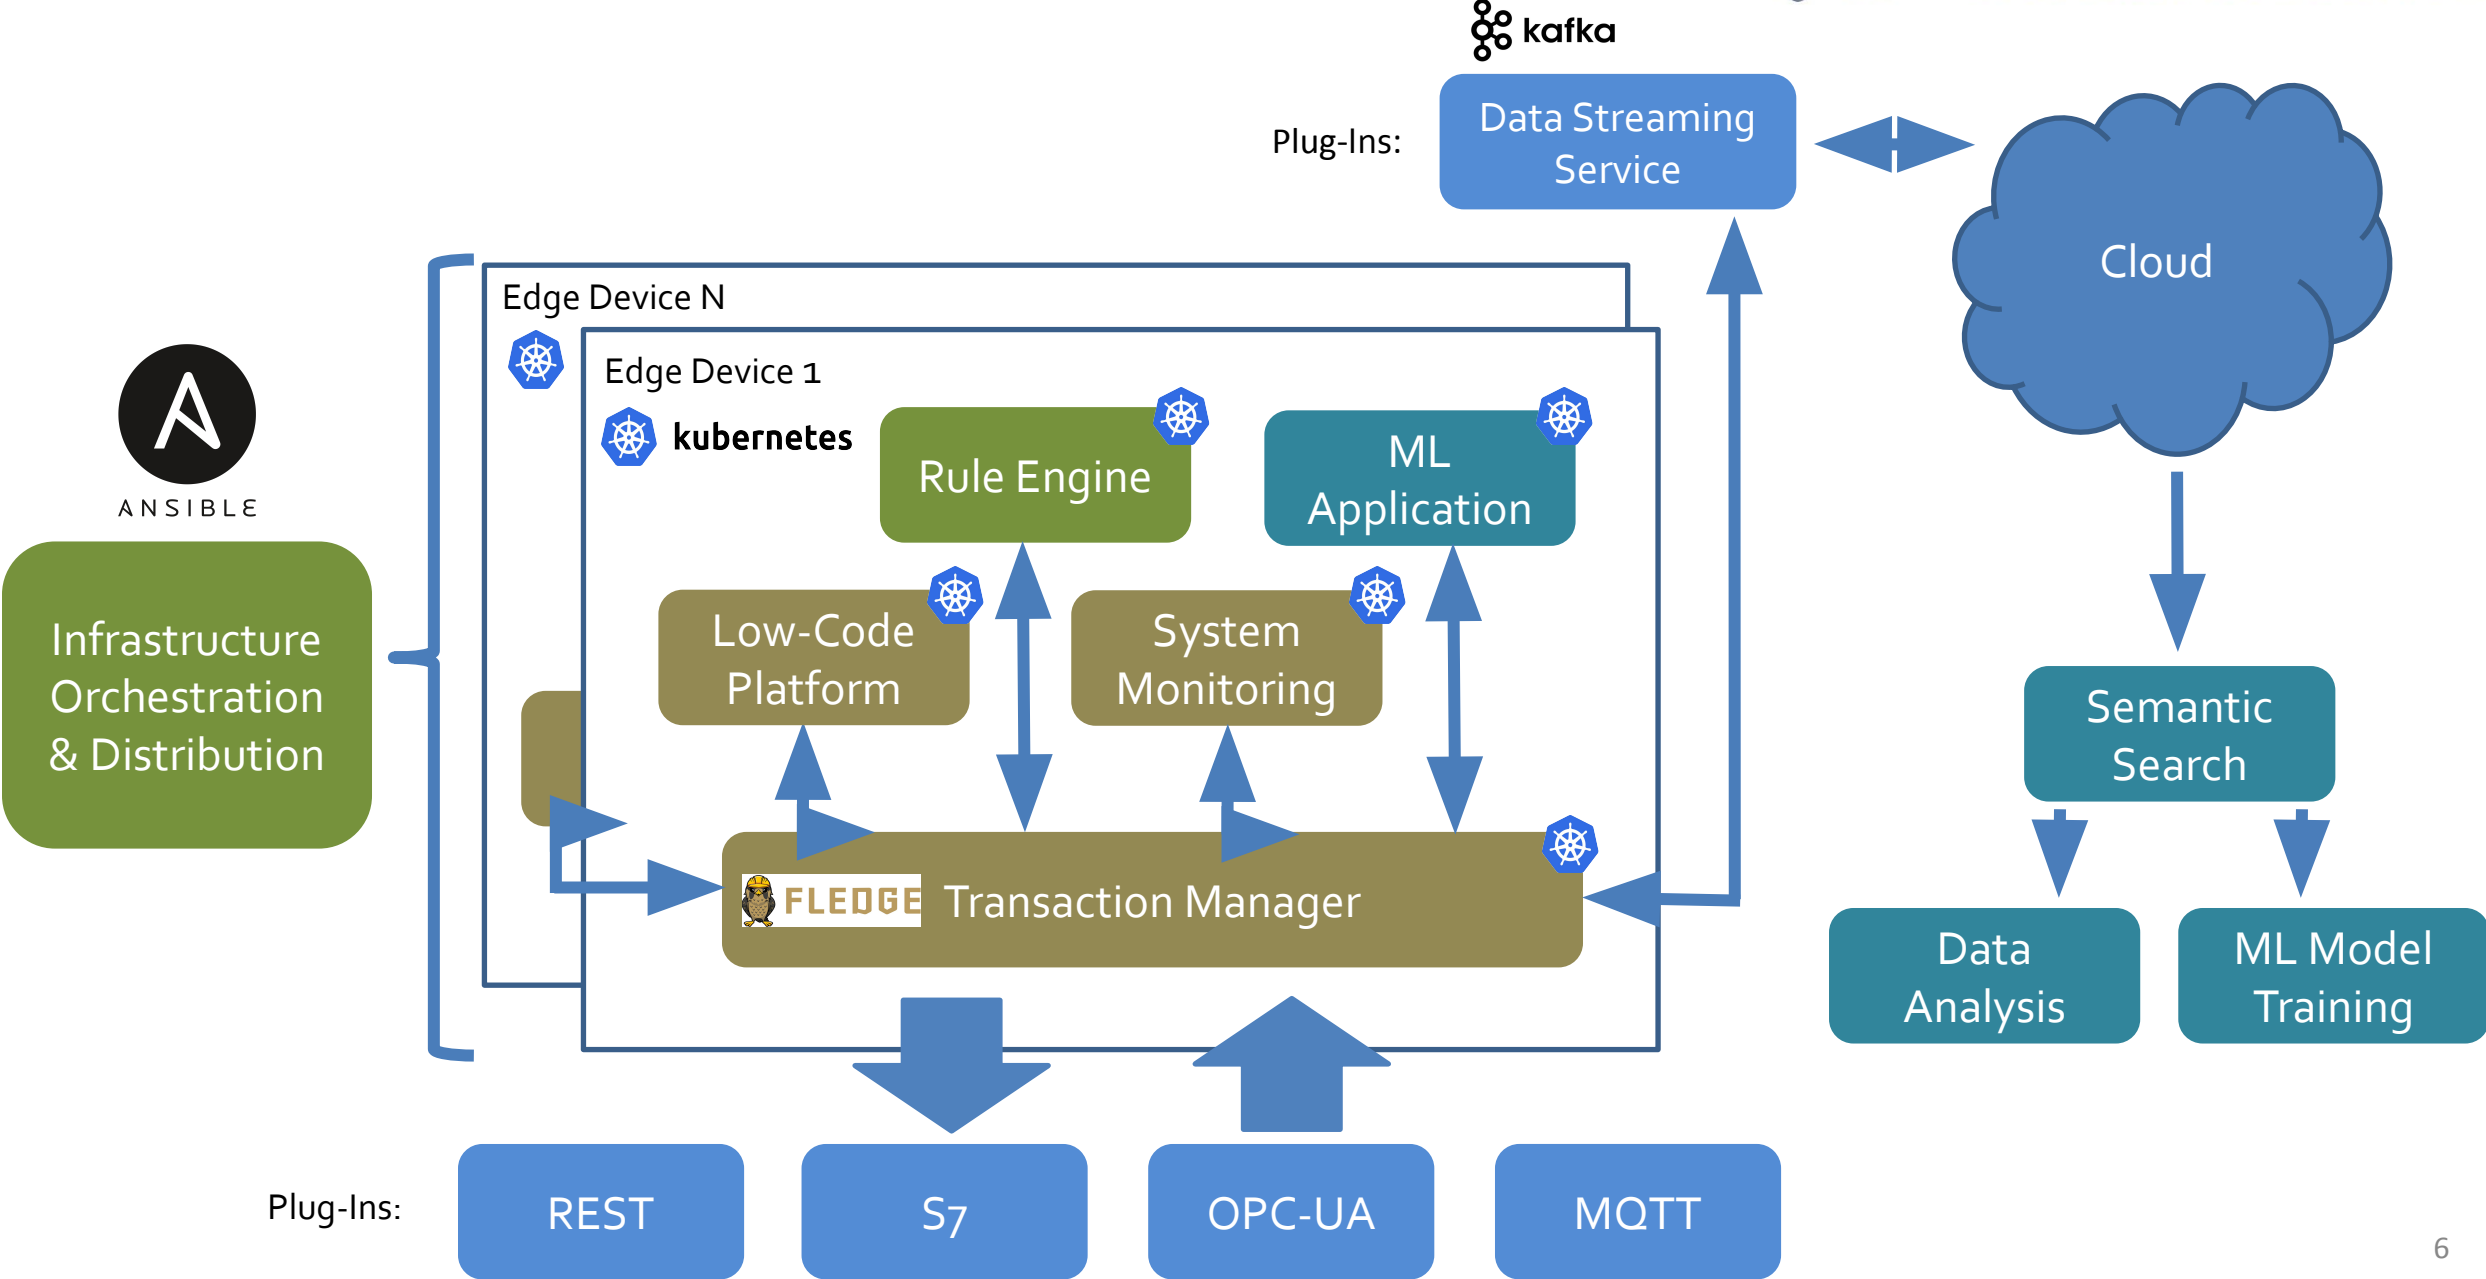 kafka
Plug-Ins:
Data Streaming
Service
Cloud
Edge Device N
Edge Device 1
kubernetes
Rule Engine
ML
Application
ANSIBLE
Infrastructure
Orchestration
& Distribution
Low-Code
Platform
System
Monitoring
Semantic
Search
FLEDGE
Transaction Manager
Data
Analysis
ML Model
Training
Plug-Ins:
REST
S7
OPC-UA
MQTT
6